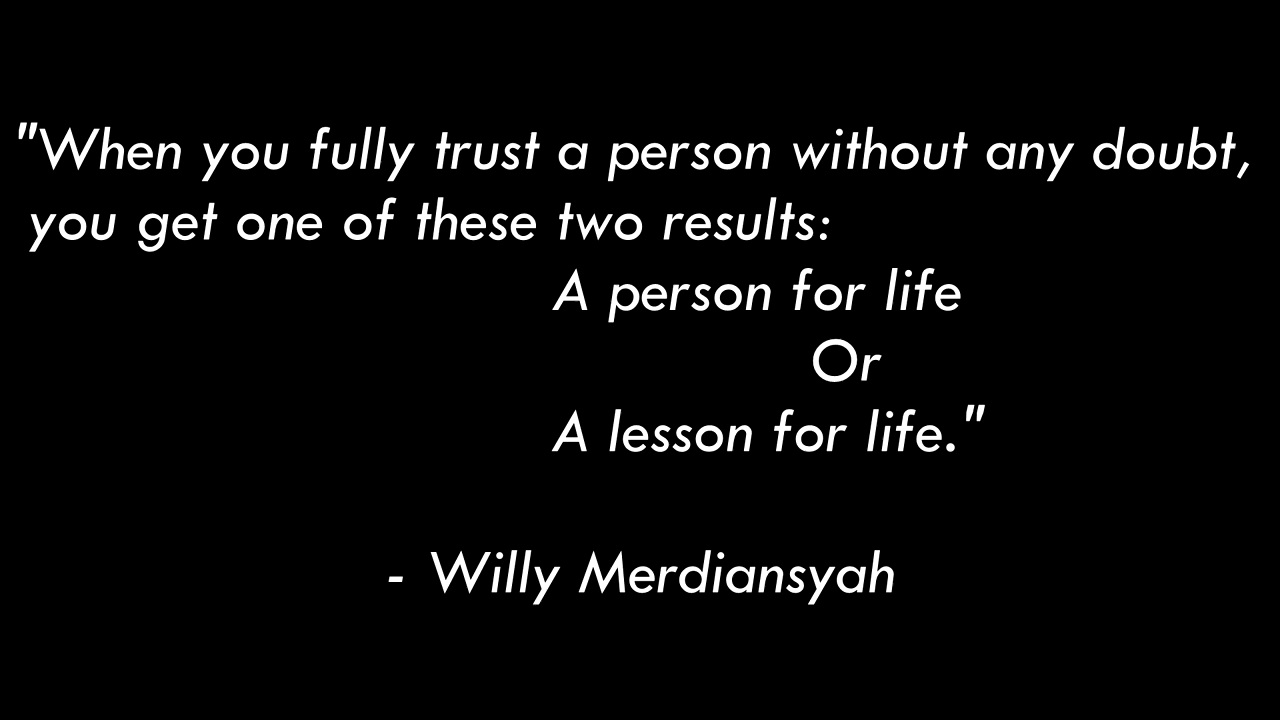 "When you fully trust a person without any doubt,
you get one of these two results:
A person for life
Or
A lesson for life."
- Willy Merdiansyah